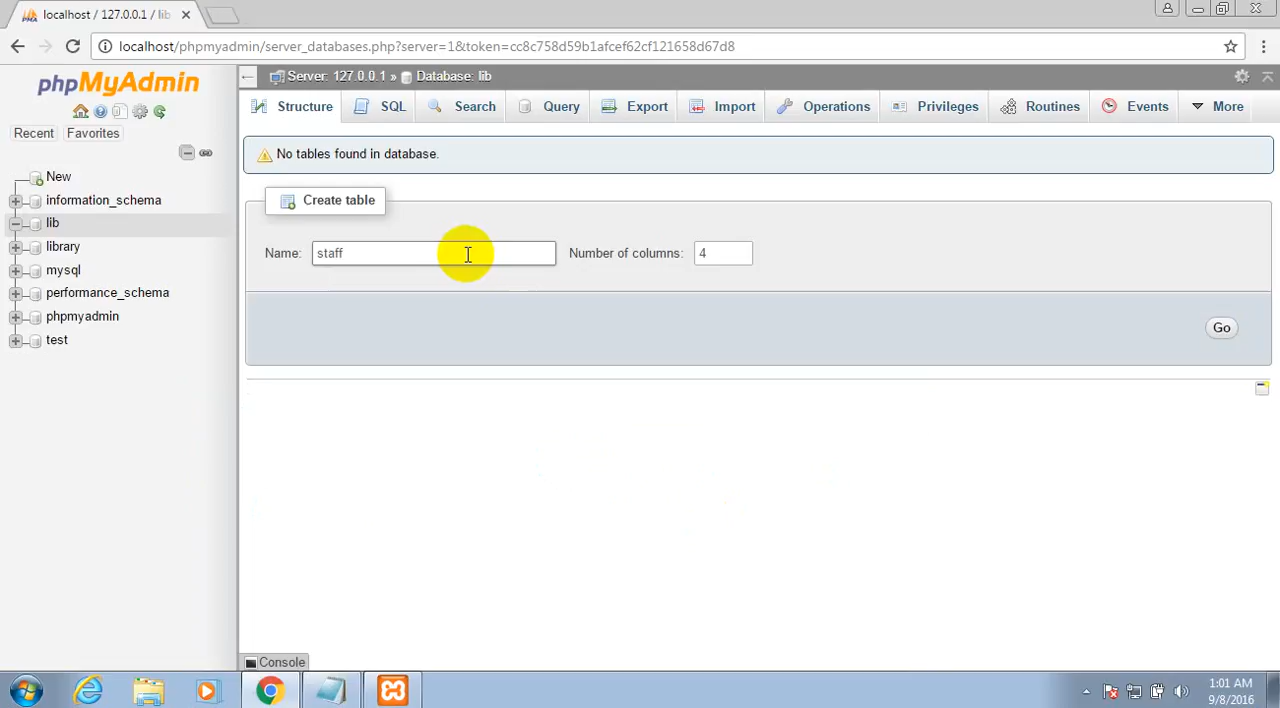 localhost / 127.0.0.1 / lib
localhost/phpmyadmin/server_databases.php?server=1&token=cc8c758d59b1afcef62cf121658d67d8
phpMyAdmin
Recent Favorites
New
information_schema
lib
library
mysql
performance_schema
phpmyadmin
test
Server: 127.0.0.1 » Database: lib
Structure SQL Search Query Export Import Operations Privileges Routines Events More
No tables found in database.
Create table
Name: staff Number of columns: 4
Go
Console
1:01 AM
9/8/2016